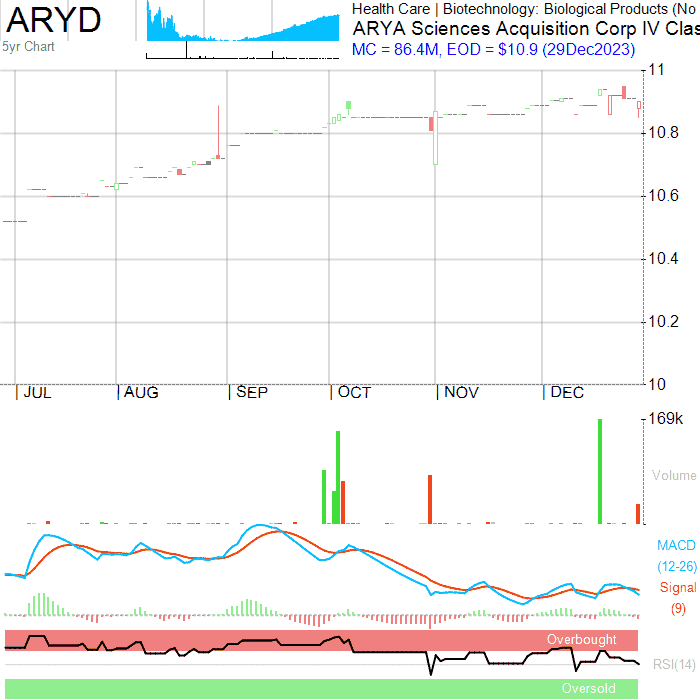 ARYD
5yr Chart
Health Care | Biotechnology: Biological Products (No
ARYA Sciences Acquisition Corp IV Clas
MC = 86.4M, EOD = $10.9 (29Dec2023)
11
10.8
10.6
10.4
10.2
10
JUL AUG SEP OCT NOV DEC
169k
Volume
MACD
(12-26)
Signal
(9)
Overbought
RSI(14)
Oversold